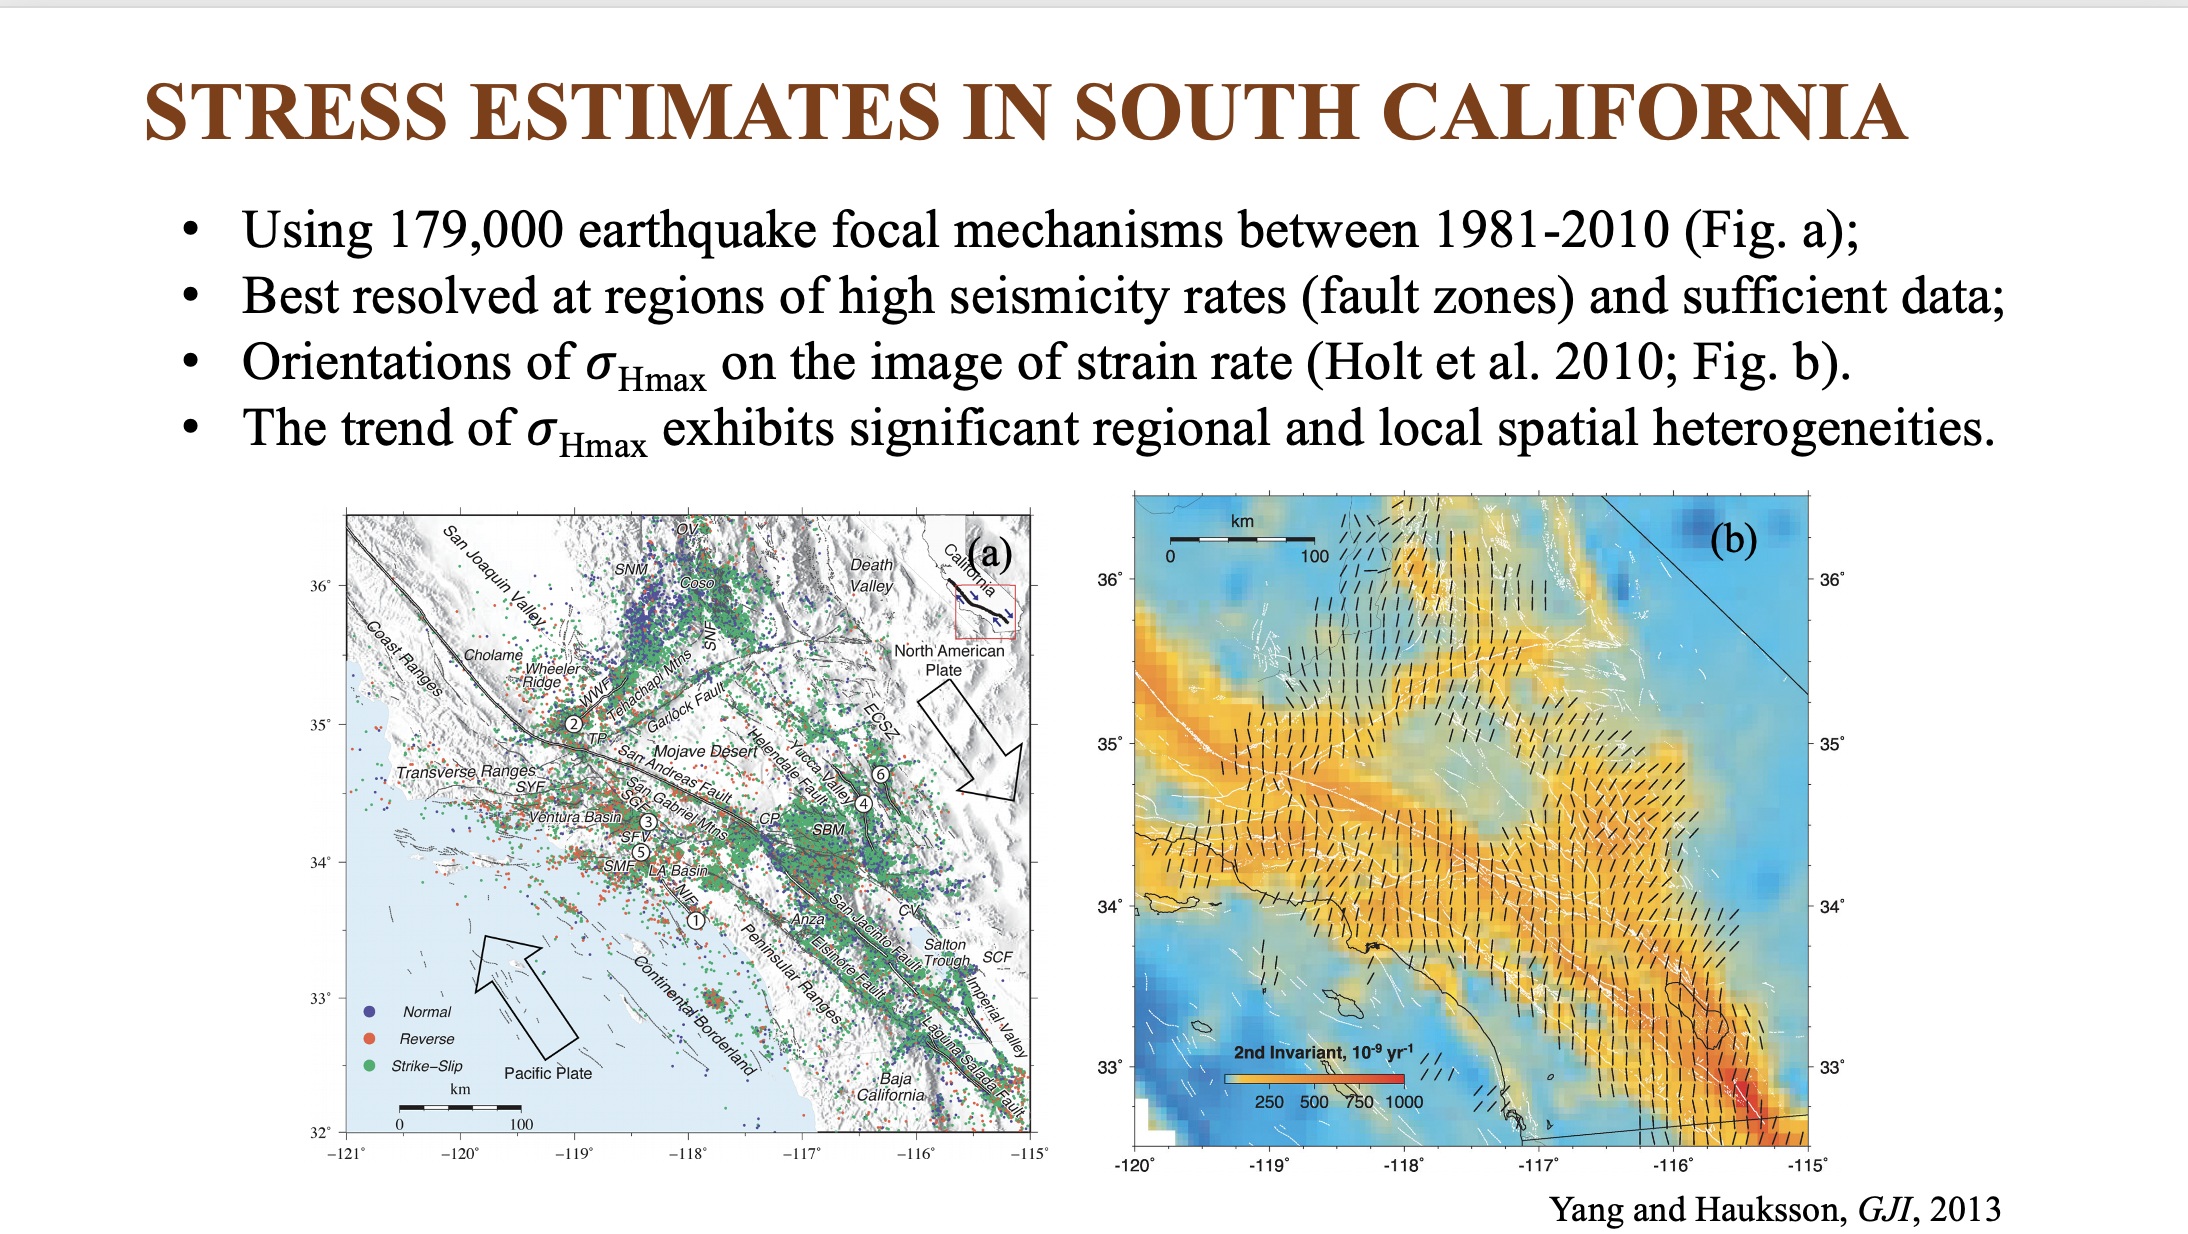 STRESS ESTIMATES IN SOUTH CALIFORNIA
• Using 179,000 earthquake focal mechanisms between 1981-2010 (Fig. a);
• Best resolved at regions of high seismicity rates (fault zones) and sufficient data;
• Orientations of σHmax on the image of strain rate (Holt et al. 2010; Fig. b).
• The trend of σHmax exhibits significant regional and local spatial heterogeneities.
(a)
OV
San Joaquin Valley
SNM
Coso
Death
Valley
California
36°
Coast Ranges
Cholame
Wheeler
Ridge
SNF
North American
Plate
WWF
Tehachapi Mtns
Garlock Fault
ECSZ
35°
2
TP
San Andreas Fault
Mojave Desert
Helendale Fault
Yucca Valley
6
Transverse Ranges
SYF
SGF
San Gabriel Mtns
4
Ventura Basin
3
CP
SBM
SFV
5
34°
SMF
LA Basin
NIF
1
Anza
San Jacinto Fault
CV
Elsinore Fault
Peninsular Ranges
Salton
Trough
SCF
Continental Borderland
Imperial Valley
33°
Normal
Reverse
Strike–Slip
Laguna Salada Fault
Pacific Plate
Baja
California
km
0 100
32°
−121° −120° −119° −118° −117° −116° −115°
(b)
km
0 100
36° 36°
35° 35°
34° 34°
33° 33°
2nd Invariant, 10-9 yr-1
250 500 750 1000
-120° -119° -118° -117° -116° -115°
Yang and Hauksson, GJI, 2013